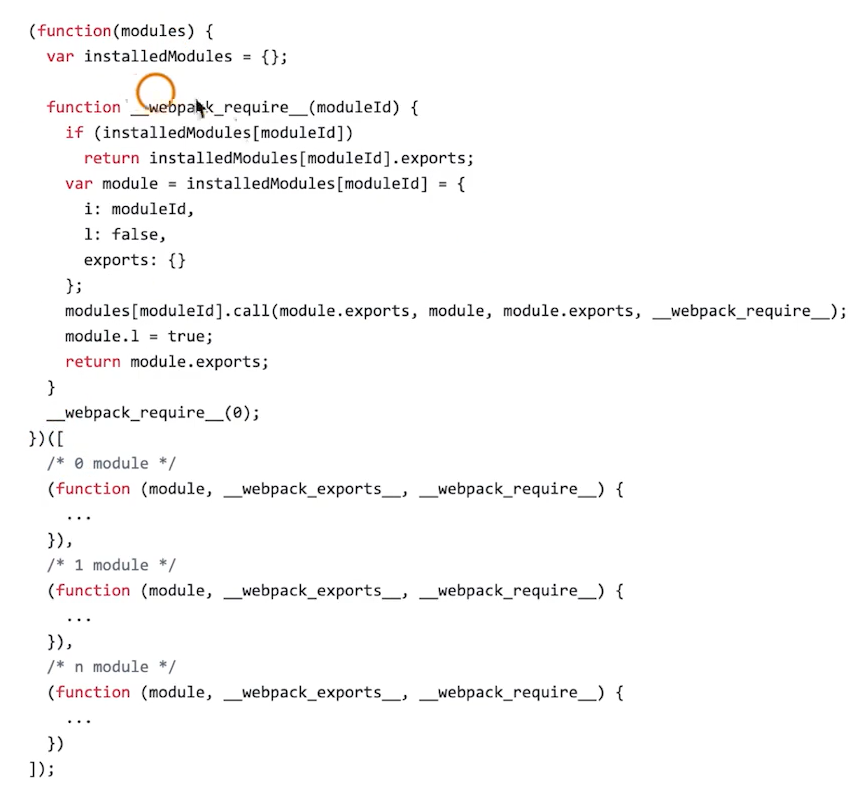 (function(modules) {
  var installedModules = {};
  function __webpack_require__(moduleId) {
    if (installedModules[moduleId])
      return installedModules[moduleId].exports;
    var module = installedModules[moduleId] = {
      i: moduleId,
      l: false,
      exports: {}
    };
    modules[moduleId].call(module.exports, module, module.exports, __webpack_require__);
    module.l = true;
    return module.exports;
  }
  __webpack_require__(0);
})([
  /* 0 module */
  (function (module, __webpack_exports__, __webpack_require__) {
    ...
  }),
  /* 1 module */
  (function (module, __webpack_exports__, __webpack_require__) {
    ...
  }),
  /* n module */
  (function (module, __webpack_exports__, __webpack_require__) {
    ...
  })
]);